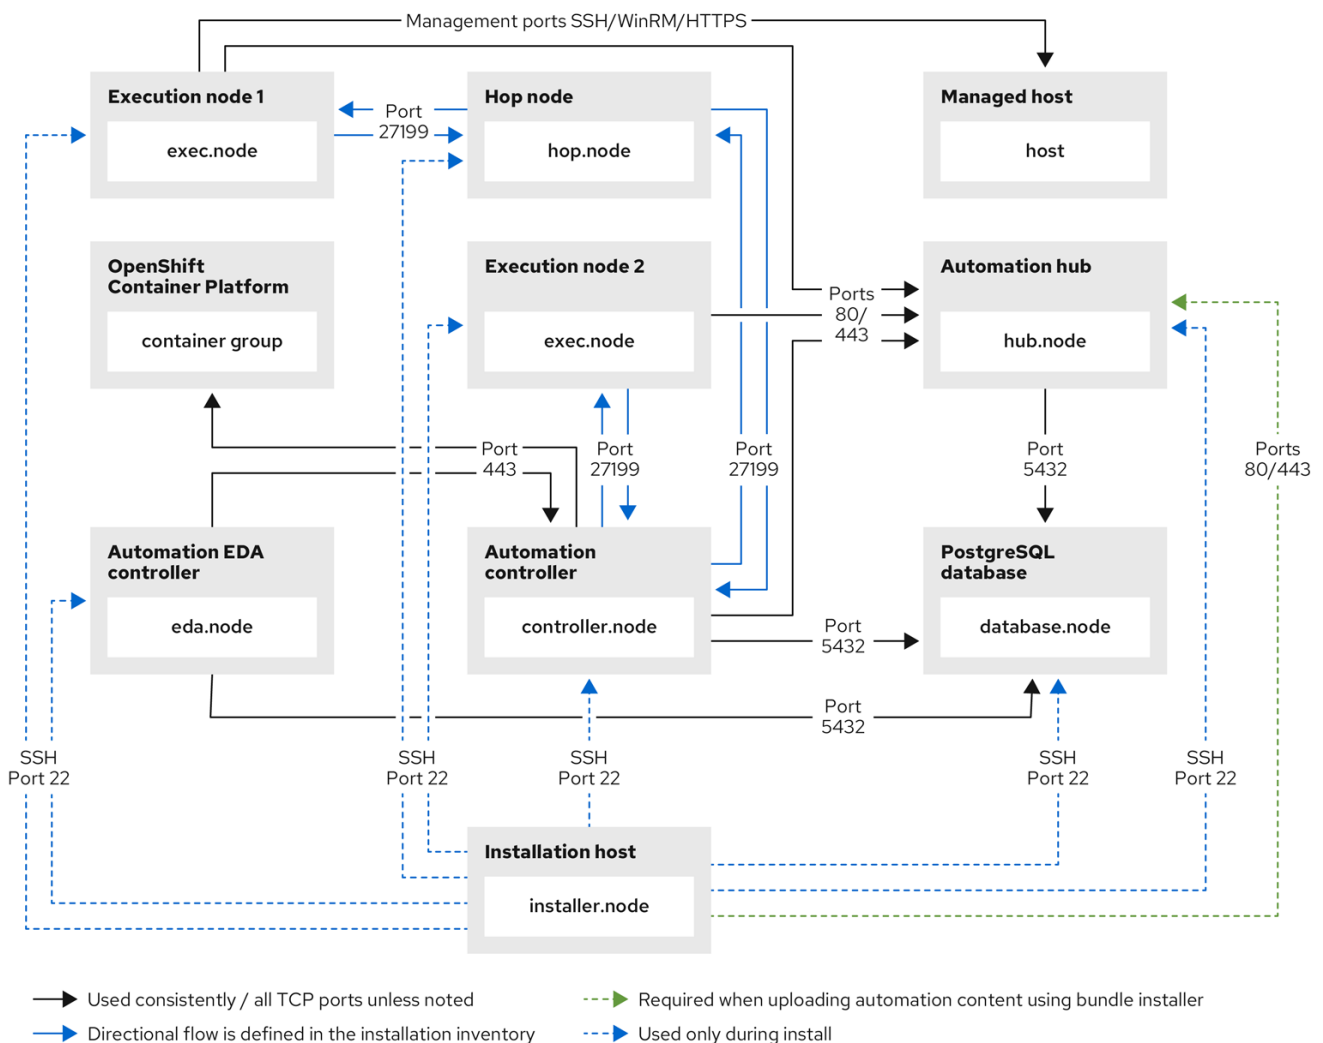 Management ports SSH/WinRM/HTTPS
Execution node 1
exec.node
Port
27199
Hop node
hop.node
Managed host
host
OpenShift
Container Platform
container group
Execution node 2
exec.node
Ports
80/
443
Automation hub
hub.node
Port
443
Port
27199
Port
27199
Port
5432
Ports
80/443
Automation EDA
controller
eda.node
Automation
controller
controller.node
Port
5432
PostgreSQL
database
database.node
Port
5432
SSH
Port 22
SSH
Port 22
SSH
Port 22
SSH
Port 22
SSH
Port 22
Installation host
installer.node
Used consistently / all TCP ports unless noted
Required when uploading automation content using bundle installer
Directional flow is defined in the installation inventory
Used only during install